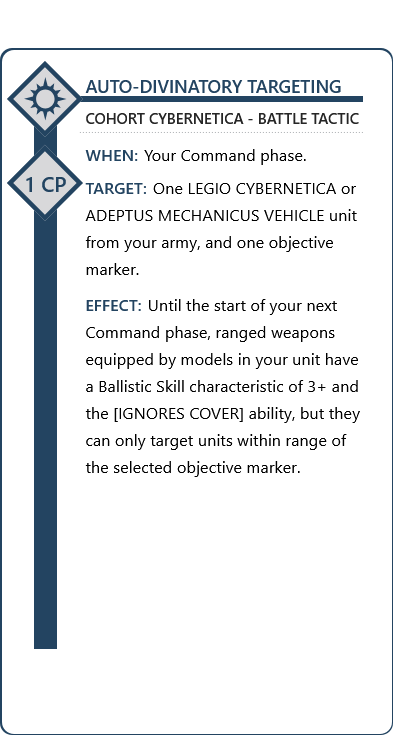 AUTO-DIVINATORY TARGETING
COHORT CYBERNETICA - BATTLE TACTIC
WHEN: Your Command phase.
1 CP
TARGET: One LEGIO CYBERNETICA or
ADEPTUS MECHANICUS VEHICLE unit
from your army, and one objective
marker.
EFFECT: Until the start of your next
Command phase, ranged weapons
equipped by models in your unit have
a Ballistic Skill characteristic of 3+ and
the [IGNORES COVER] ability, but they
can only target units within range of
the selected objective marker.